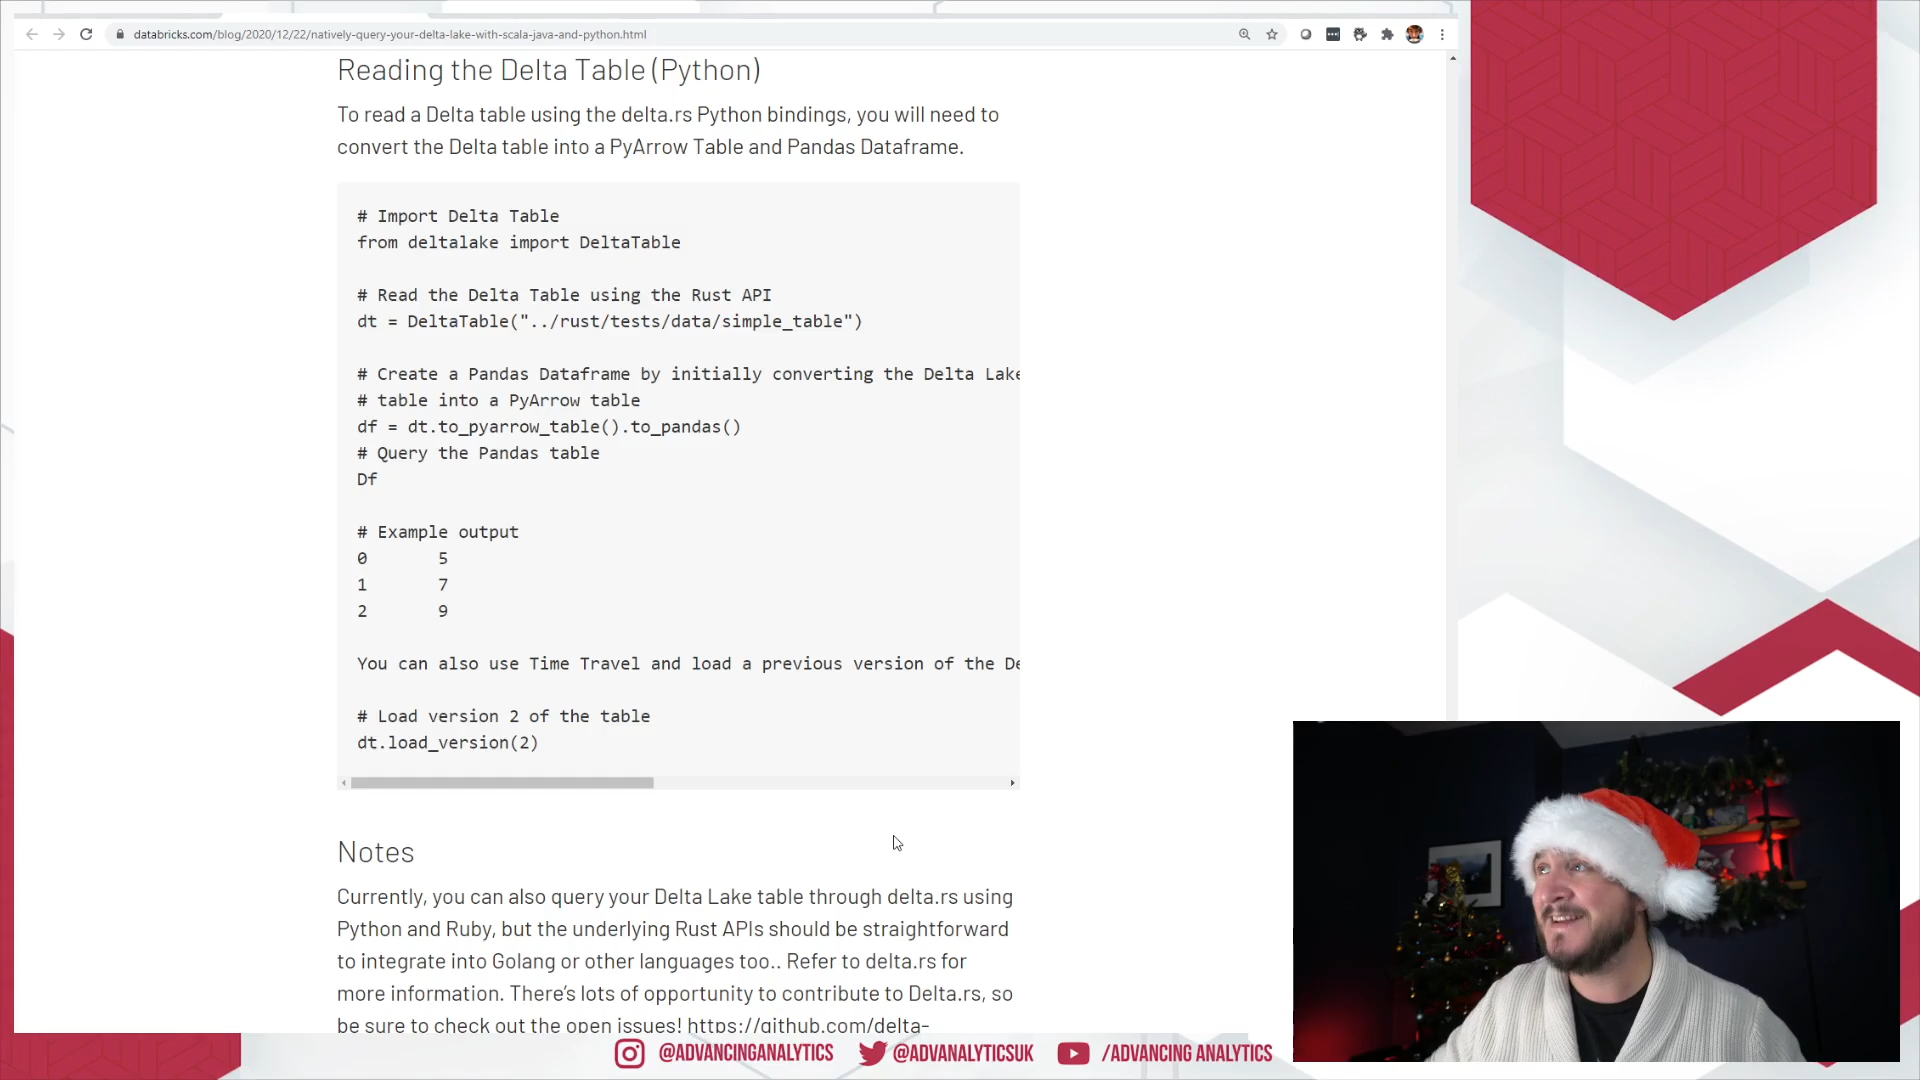 databricks.com/blog/2020/12/22/natively-query-your-delta-lake-with-scala-java-and-python.html
Reading the Delta Table (Python)
To read a Delta table using the delta.rs Python bindings, you will need to
convert the Delta table into a PyArrow Table and Pandas Dataframe.
# Import Delta Table
from deltalake import DeltaTable
# Read the Delta Table using the Rust API
dt = DeltaTable("../rust/tests/data/simple_table")
# Create a Pandas Dataframe by initially converting the Delta Lake
# table into a PyArrow table
df = dt.to_pyarrow_table().to_pandas()
# Query the Pandas table
Df
# Example output
0 5
1 7
2 9
You can also use Time Travel and load a previous version of the De
# Load version 2 of the table
dt.load_version(2)
Notes
Currently, you can also query your Delta Lake table through delta.rs using
Python and Ruby, but the underlying Rust APIs should be straightforward
to integrate into Golang or other languages too.. Refer to delta.rs for
more information. There's lots of opportunity to contribute to Delta.rs, so
be sure to check out the open issues! https://github.com/delta-
@ADVANCINGANALYTICS @ADVANALYTICSUK /ADVANCING ANALYTICS